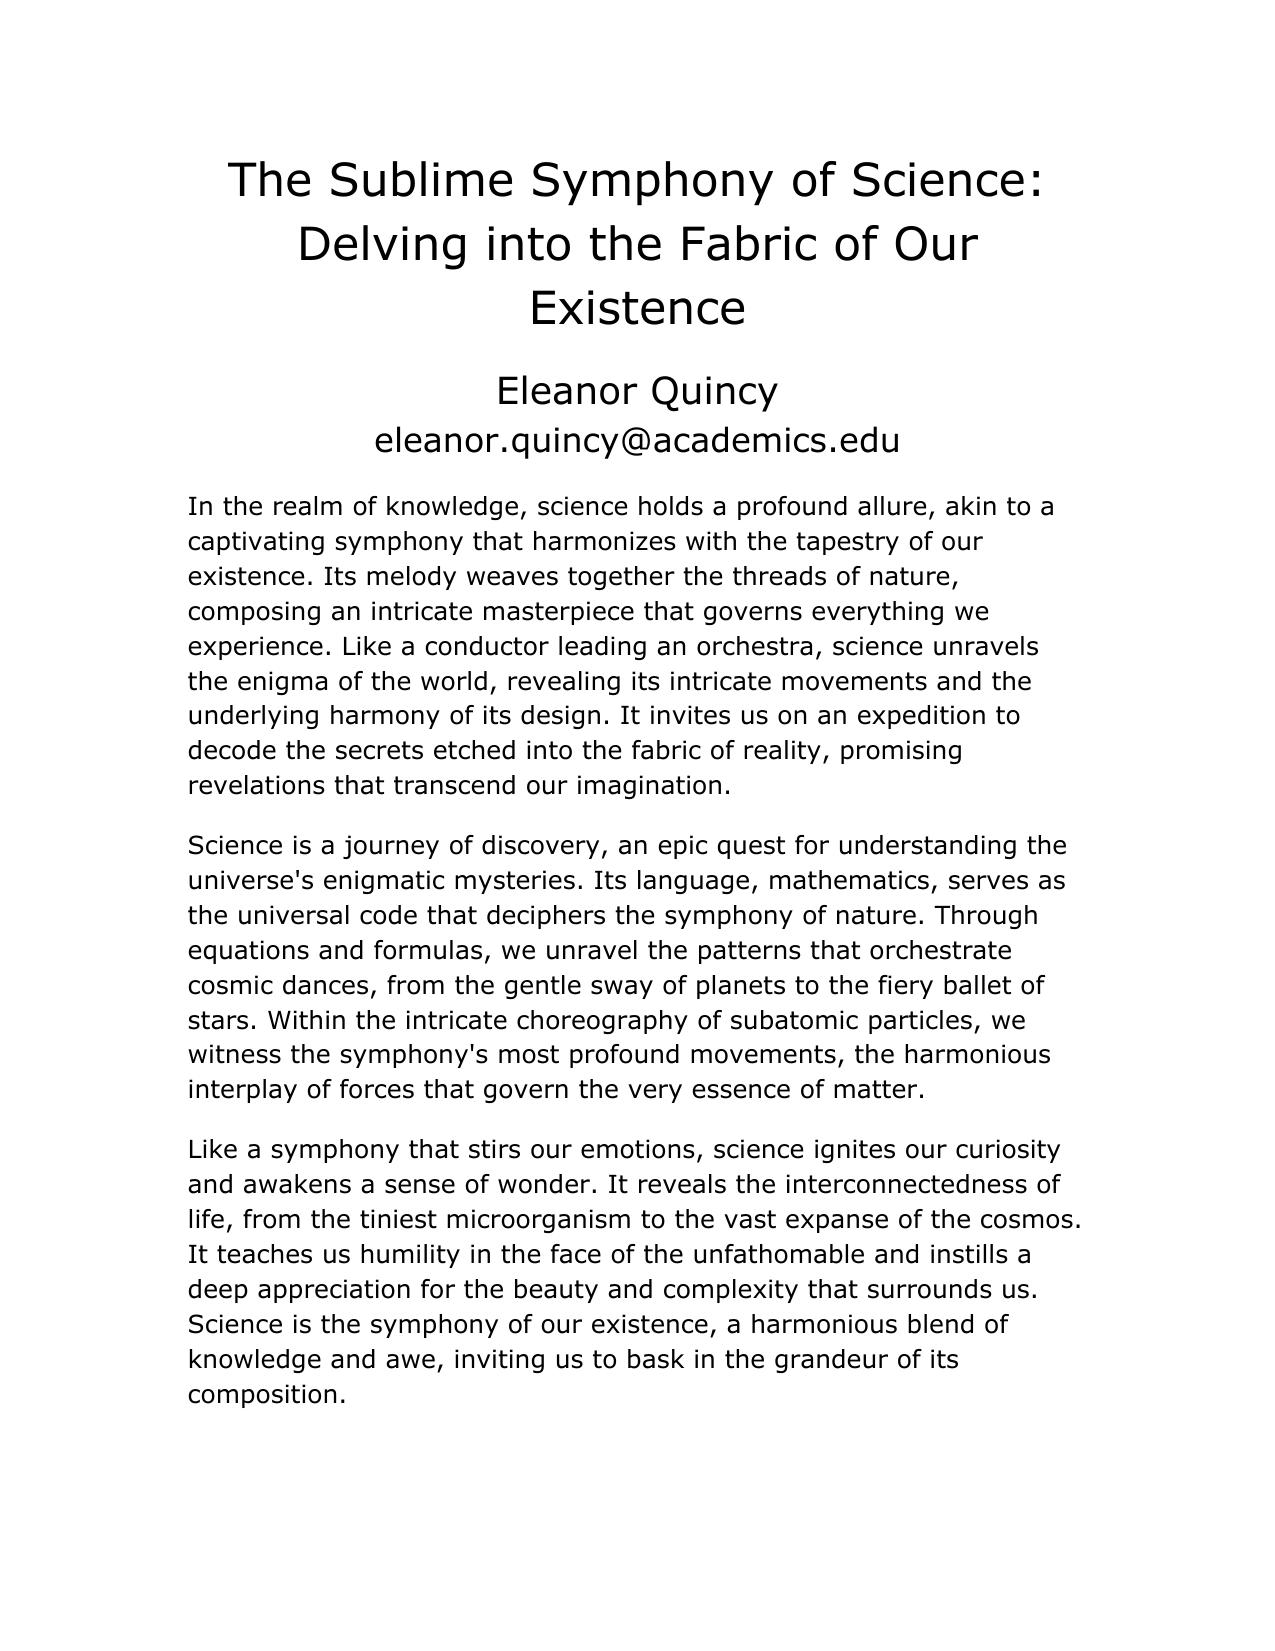 The Sublime Symphony of Science:
Delving into the Fabric of Our
Existence
Eleanor Quincy
eleanor.quincy@academics.edu
In the realm of knowledge, science holds a profound allure, akin to a
captivating symphony that harmonizes with the tapestry of our
existence. Its melody weaves together the threads of nature,
composing an intricate masterpiece that governs everything we
experience. Like a conductor leading an orchestra, science unravels
the enigma of the world, revealing its intricate movements and the
underlying harmony of its design. It invites us on an expedition to
decode the secrets etched into the fabric of reality, promising
revelations that transcend our imagination.
Science is a journey of discovery, an epic quest for understanding the
universe's enigmatic mysteries. Its language, mathematics, serves as
the universal code that deciphers the symphony of nature. Through
equations and formulas, we unravel the patterns that orchestrate
cosmic dances, from the gentle sway of planets to the fiery ballet of
stars. Within the intricate choreography of subatomic particles, we
witness the symphony's most profound movements, the harmonious
interplay of forces that govern the very essence of matter.
Like a symphony that stirs our emotions, science ignites our curiosity
and awakens a sense of wonder. It reveals the interconnectedness of
life, from the tiniest microorganism to the vast expanse of the cosmos.
It teaches us humility in the face of the unfathomable and instills a
deep appreciation for the beauty and complexity that surrounds us.
Science is the symphony of our existence, a harmonious blend of
knowledge and awe, inviting us to bask in the grandeur of its
composition.